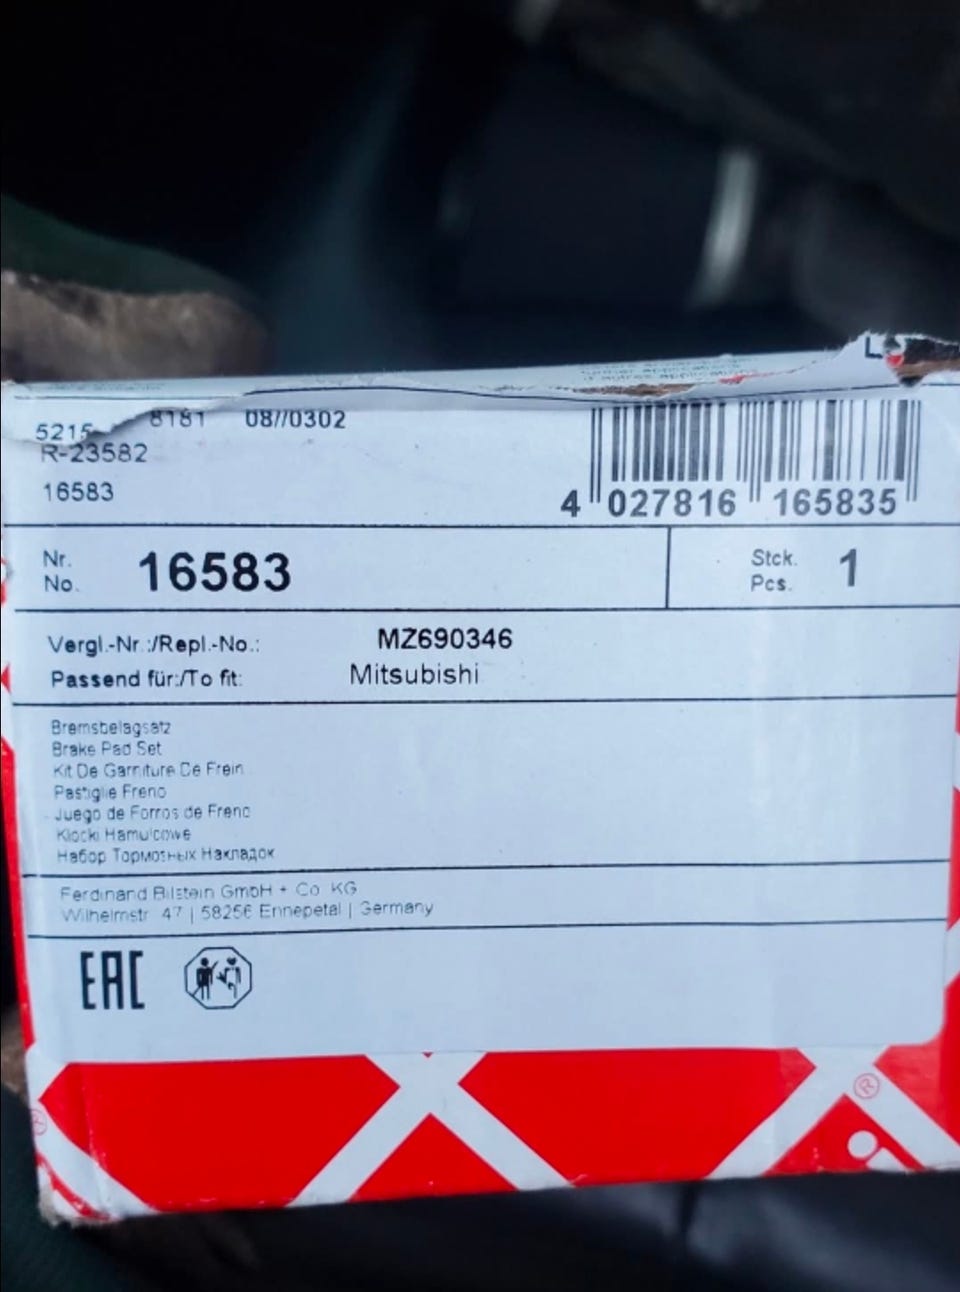 d'autres applications
5215 8181 08//0302
R-23582
16583
4 027816 165835
Nr.
No. 16583
Stck.
Pcs. 1
Vergl.-Nr.:/Repl.-No.: MZ690346
Passend für:/To fit: Mitsubishi
Bremsbelagsatz
Brake Pad Set
Kit De Garniture De Frein
Pastiglie Freno
Juego de Forros de Freno
Klocki Hamulcowe
Набор Тормозных Накладок
Ferdinand Bilstein GmbH + Co. KG
Wilhelmstr. 47 | 58256 Ennepetal | Germany
EAC
®